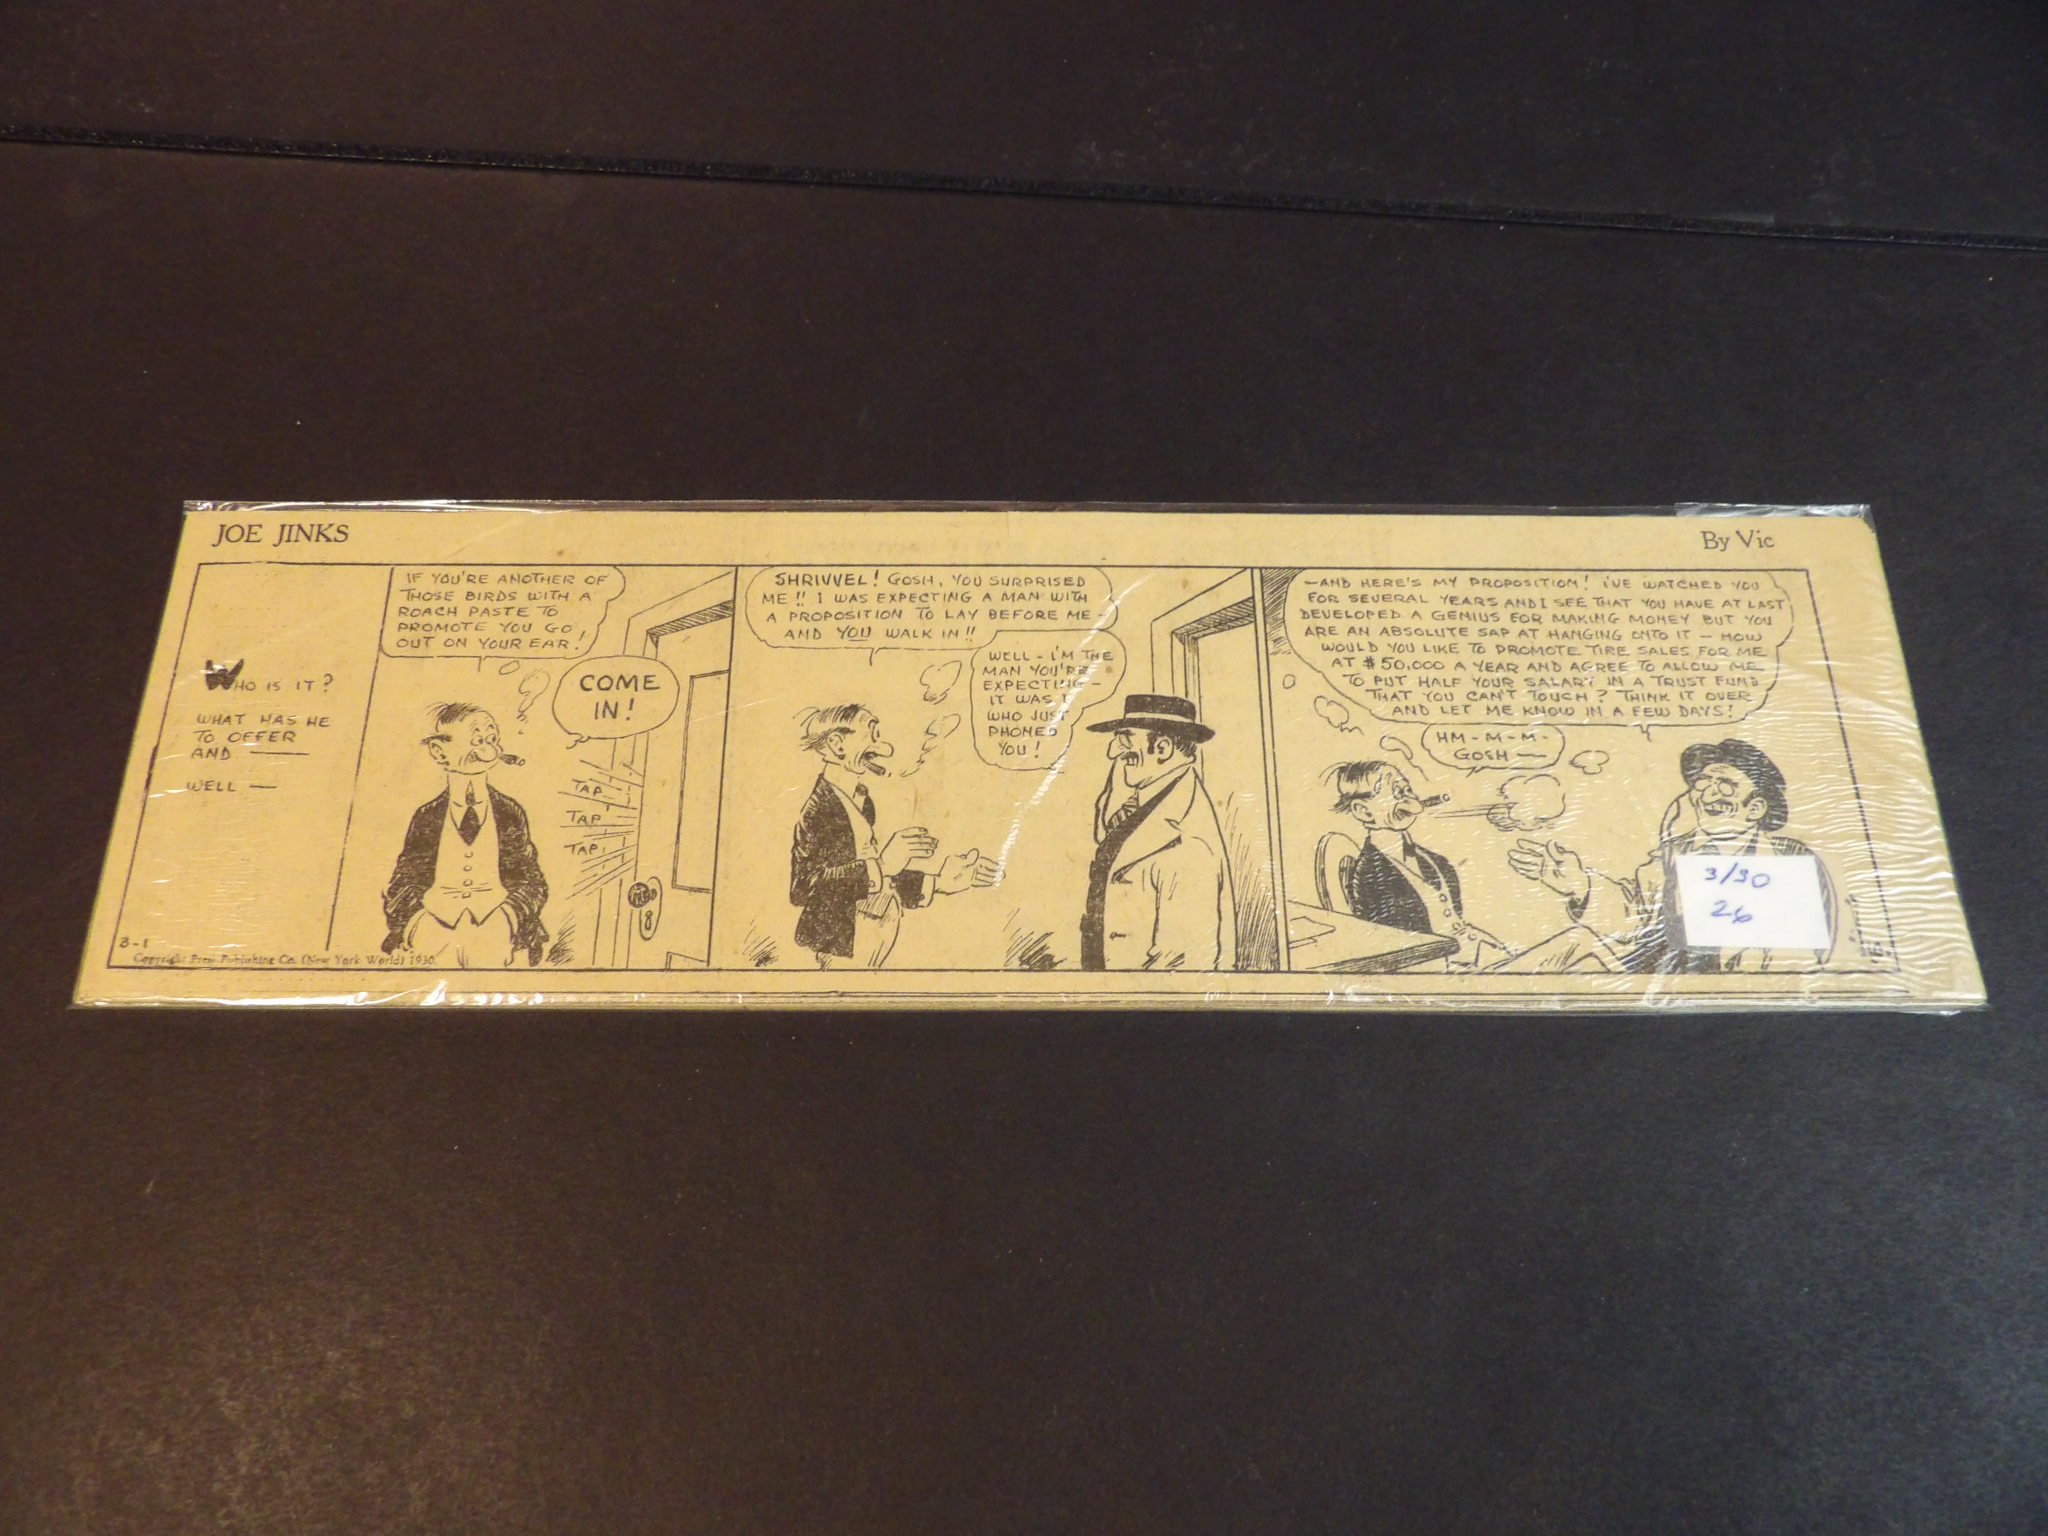 JOE JINKS
By Vic
WHO IS IT?
WHAT HAS HE
TO OFFER
AND —
WELL —
3-1
Copyright Press Publishing Co. (New York World) 1930.
IF YOU'RE ANOTHER OF
THOSE BIRDS WITH A
ROACH PASTE TO
PROMOTE YOU GO
OUT ON YOUR EAR!
COME
IN!
TAP
TAP
TAP
SHRIVVEL! GOSH, YOU SURPRISED
ME!! I WAS EXPECTING A MAN WITH
A PROPOSITION TO LAY BEFORE ME —
AND YOU WALK IN!!
WELL - I'M THE
MAN YOU'RE
EXPECTING —
IT WAS I
WHO JUST
PHONED
YOU!
—AND HERE'S MY PROPOSITION! I'VE WATCHED YOU
FOR SEVERAL YEARS AND I SEE THAT YOU HAVE AT LAST
DEVELOPED A GENIUS FOR MAKING MONEY BUT YOU
ARE AN ABSOLUTE SAP AT HANGING ONTO IT — HOW
WOULD YOU LIKE TO PROMOTE TIRE SALES FOR ME
AT $50,000 A YEAR AND AGREE TO ALLOW ME
TO PUT HALF YOUR SALARY IN A TRUST FUND
THAT YOU CAN'T TOUCH? THINK IT OVER
AND LET ME KNOW IN A FEW DAYS!
HM-M-M-
GOSH —
3/30
26